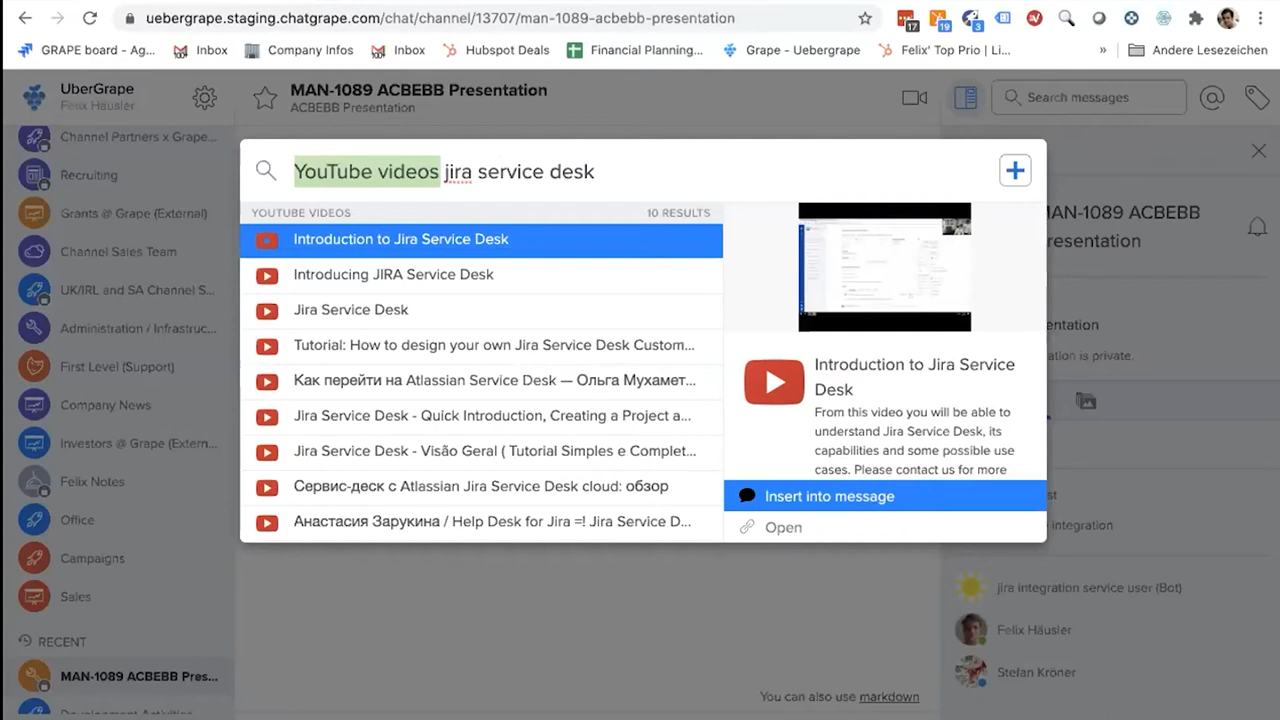 uebergrape.staging.chatgrape.com/chat/channel/13707/man-1089-acbebb-presentation
17
19
3
GRAPE board - Ag...
Inbox
Company Infos
Inbox
Hubspot Deals
Financial Planning...
Grape - Uebergrape
Felix' Top Prio | Li...
»
Andere Lesezeichen
UberGrape
Felix Häusler
MAN-1089 ACBEBB Presentation
ACBEBB Presentation
Search messages
Channel Partners x Grape...
Recruiting
Grants @ Grape (External)
Channel Sales Team
UK/IRL and SA Channel S...
Administration / Infrastruc...
First Level (Support)
Company News
Investors @ Grape (Extern...
Felix Notes
Office
Campaigns
Sales
RECENT
MAN-1089 ACBEBB Pres...
Development Activities
YouTube videos jira service desk
YOUTUBE VIDEOS
10 RESULTS
Introduction to Jira Service Desk
Introducing JIRA Service Desk
Jira Service Desk
Tutorial: How to design your own Jira Service Desk Custom...
Как перейти на Atlassian Service Desk — Ольга Мухамет...
Jira Service Desk - Quick Introduction, Creating a Project a...
Jira Service Desk - Visão Geral ( Tutorial Simples e Complet...
Сервис-деск с Atlassian Jira Service Desk cloud: обзор
Анастасия Зарукина / Help Desk for Jira =! Jira Service D...
Introduction to Jira Service
Desk
From this video you will be able to
understand Jira Service Desk, its
capabilities and some possible use
cases. Please contact us for more
Insert into message
Open
You can also use markdown
MAN-1089 ACBEBB
resentation
ntation
ion is private.
st
e integration
jira integration service user (Bot)
Felix Häusler
Stefan Kröner